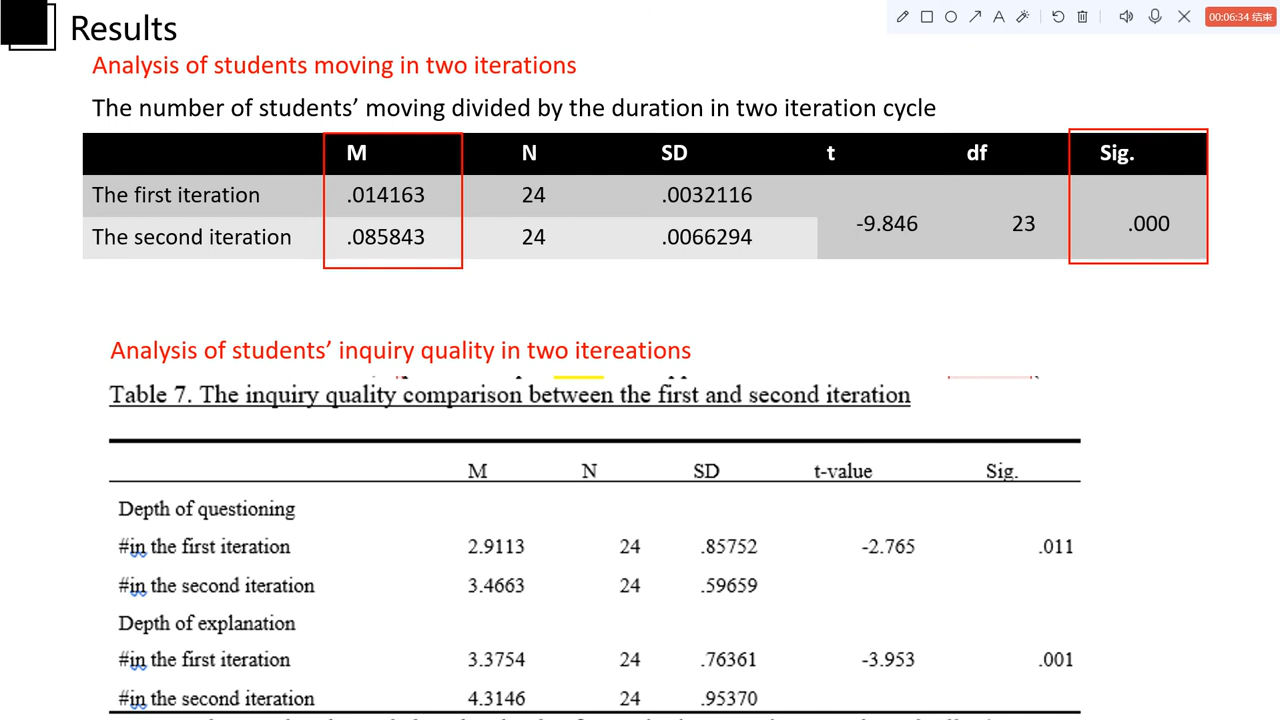 00:06:34 结束
Results
Analysis of students moving in two iterations
The number of students’ moving divided by the duration in two iteration cycle
M N SD t df Sig.
The first iteration .014163 24 .0032116 -9.846 23 .000
The second iteration .085843 24 .0066294
Analysis of students’ inquiry quality in two itereations
Table 7. The inquiry quality comparison between the first and second iteration
M N SD t-value Sig.
Depth of questioning
#in the first iteration 2.9113 24 .85752 -2.765 .011
#in the second iteration 3.4663 24 .59659
Depth of explanation
#in the first iteration 3.3754 24 .76361 -3.953 .001
#in the second iteration 4.3146 24 .95370